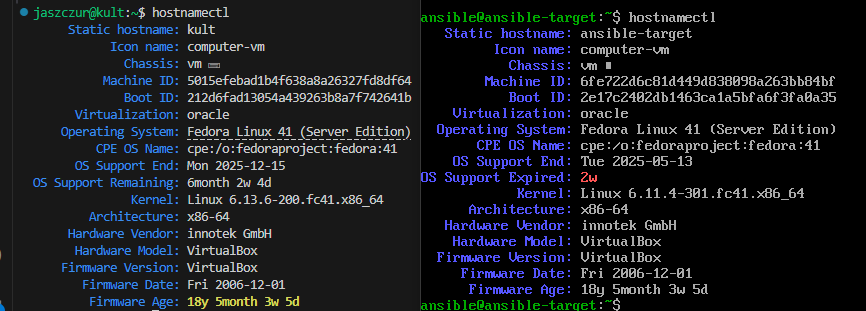 jaszczur@kult:~$ hostnamectl
Static hostname: kult
Icon name: computer-vm
Chassis: vm
Machine ID: 5015efebad1b4f638a8a26327fd8df64
Boot ID: 212d6fad13054a439263b8a7f742641b
Virtualization: oracle
Operating System: Fedora Linux 41 (Server Edition)
CPE OS Name: cpe:/o:fedoraproject:fedora:41
OS Support End: Mon 2025-12-15
OS Support Remaining: 6month 2w 4d
Kernel: Linux 6.13.6-200.fc41.x86_64
Architecture: x86-64
Hardware Vendor: innotek GmbH
Hardware Model: VirtualBox
Firmware Version: VirtualBox
Firmware Date: Fri 2006-12-01
Firmware Age: 18y 5month 3w 5d
ansible@ansible-target:~$ hostnamectl
Static hostname: ansible-target
Icon name: computer-vm
Chassis: vm
Machine ID: 6fe722d6c81d449d838098a263bb84bf
Boot ID: 2e17c2402db1463ca1a5bfa6f3fa0a35
Virtualization: oracle
Operating System: Fedora Linux 41 (Server Edition)
CPE OS Name: cpe:/o:fedoraproject:fedora:41
OS Support End: Tue 2025-05-13
OS Support Expired: 2w
Kernel: Linux 6.11.4-301.fc41.x86_64
Architecture: x86-64
Hardware Vendor: innotek GmbH
Hardware Model: VirtualBox
Firmware Version: VirtualBox
Firmware Date: Fri 2006-12-01
Firmware Age: 18y 5month 3w 5d
ansible@ansible-target:~$